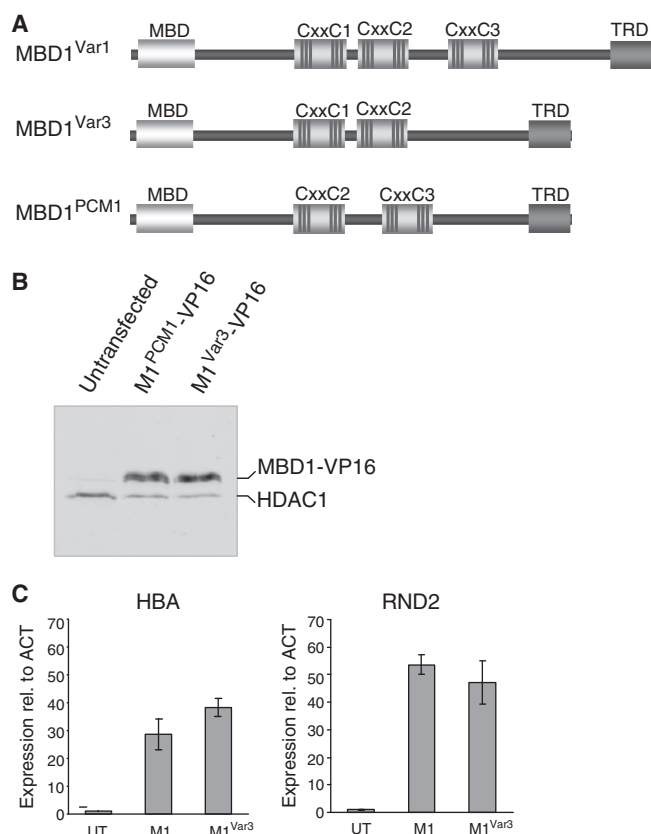 A
MBD CxxC1 CxxC2 CxxC3 TRD
MBD1Var1
MBD CxxC1 CxxC2 TRD
MBD1Var3
MBD CxxC2 CxxC3 TRD
MBD1PCM1
B
Untransfected
M1PCM1-VP16
M1Var3-VP16
MBD1-VP16
HDAC1
C
HBA
Expression rel. to ACT
70
60
50
40
30
20
10
0
UT M1 M1Var3
RND2
Expression rel. to ACT
70
60
50
40
30
20
10
0
UT M1 M1Var3